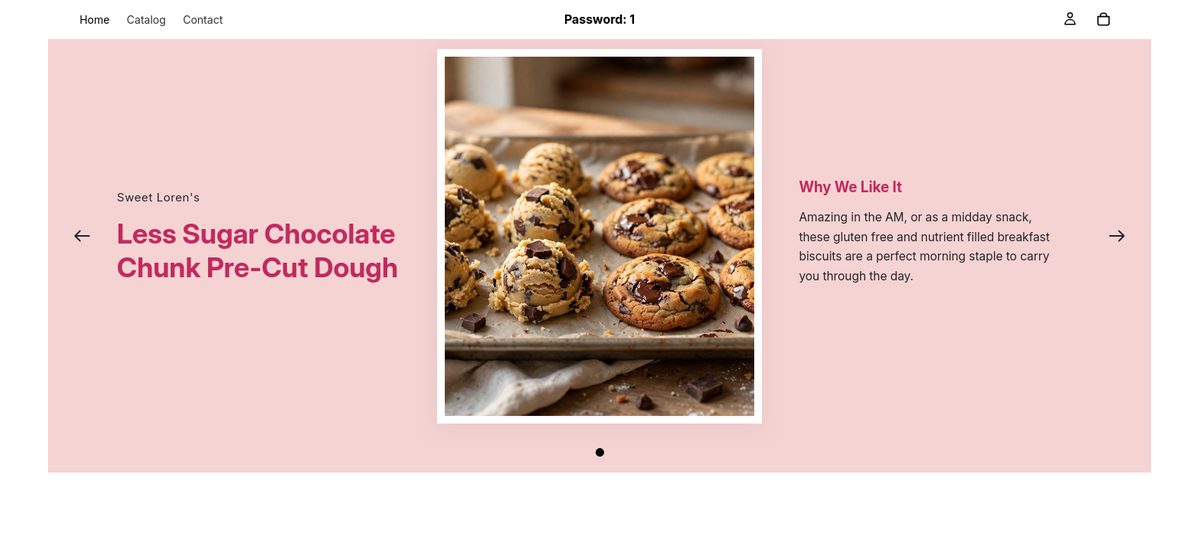 Home
Catalog
Contact
Password: 1
Sweet Loren's
Less Sugar Chocolate
Chunk Pre-Cut Dough
Why We Like It
Amazing in the AM, or as a midday snack,
these gluten free and nutrient filled breakfast
biscuits are a perfect morning staple to carry
you through the day.